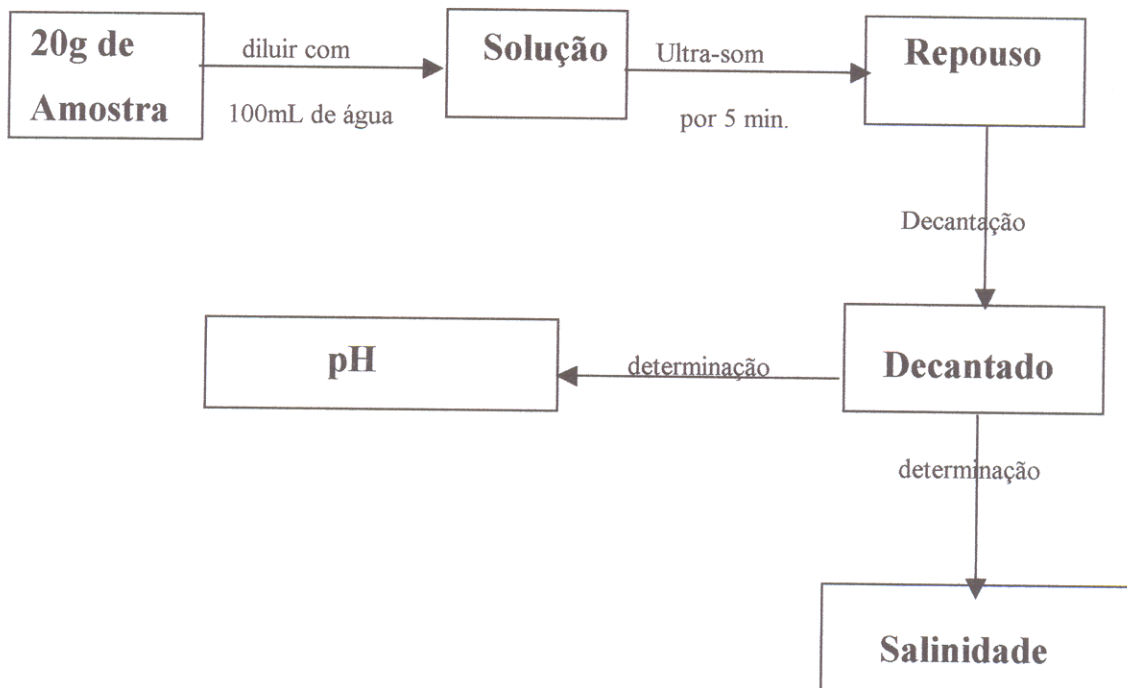 20g de
Amostra
diluir com
100mL de água
Solução
Ultra-som
por 5 min.
Repouso
Decantação
Decantado
determinação
pH
determinação
Salinidade